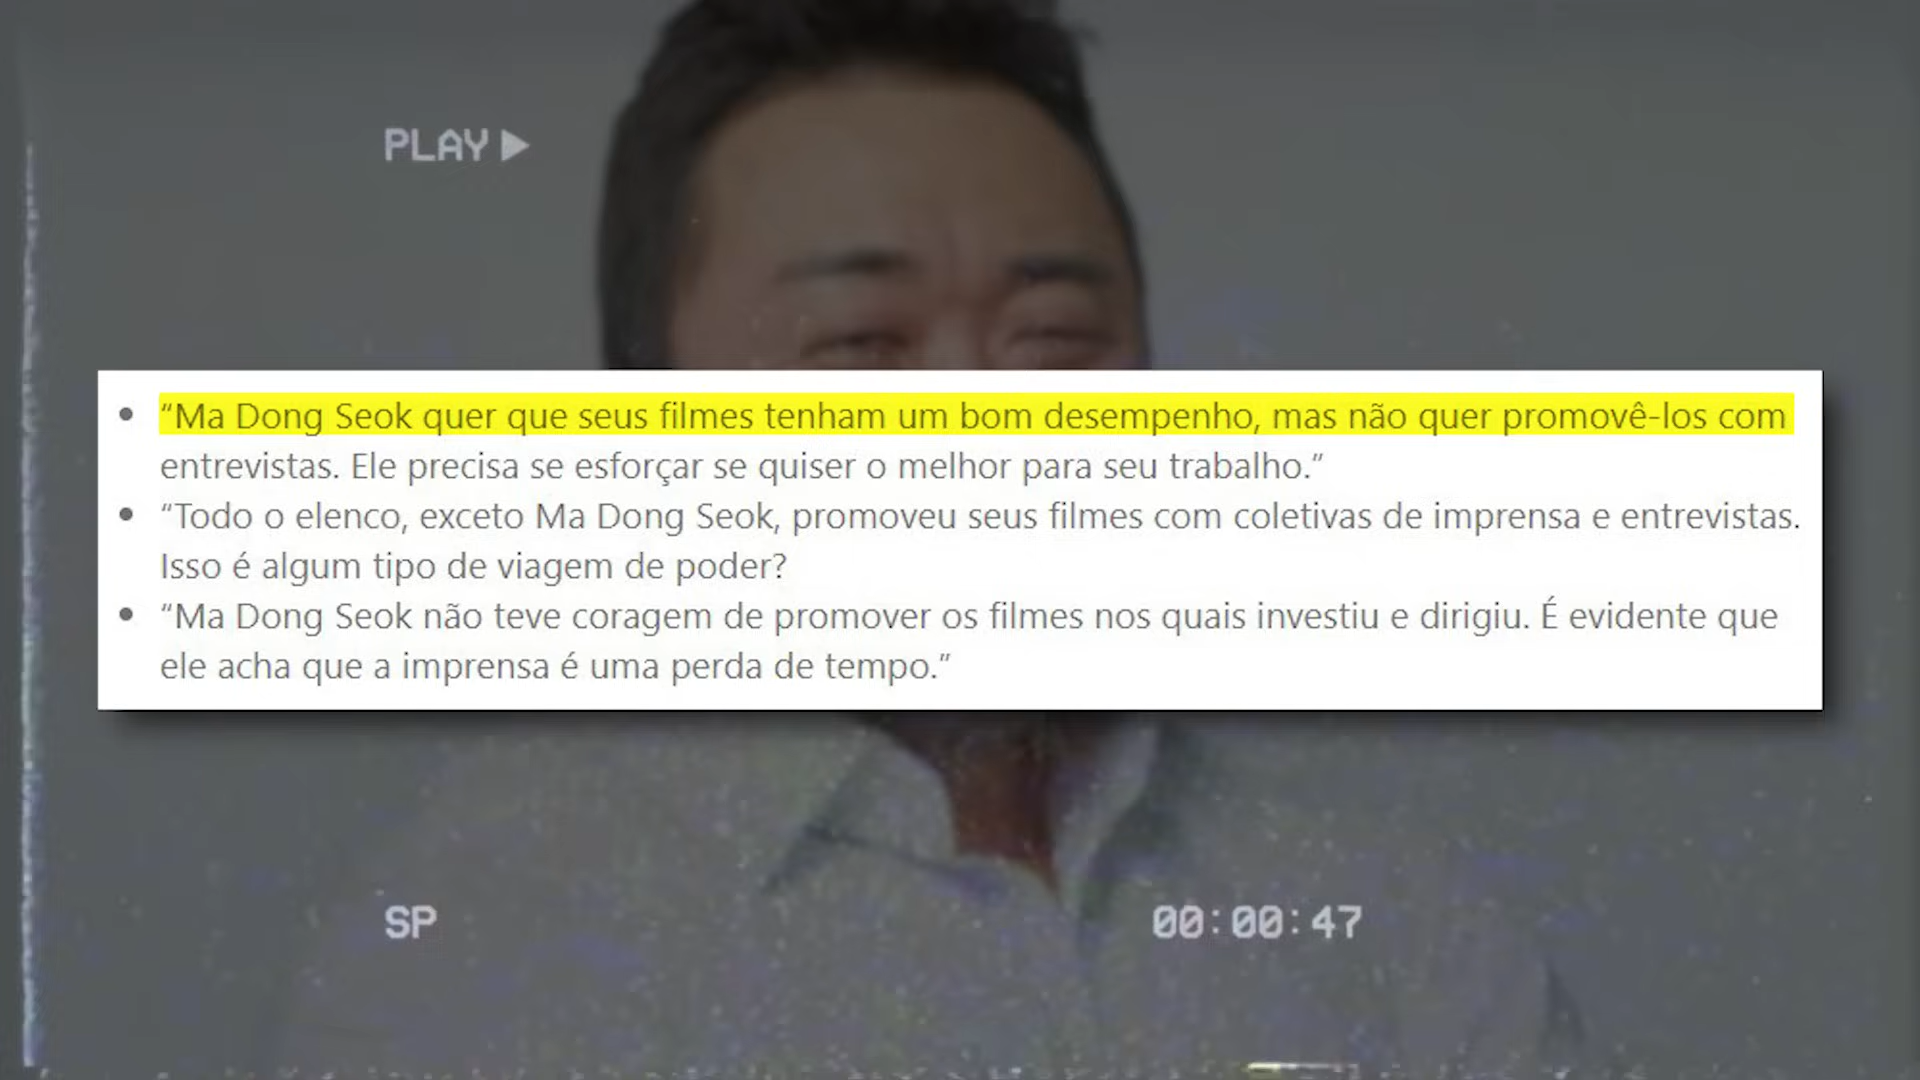 PLAY
“Ma Dong Seok quer que seus filmes tenham um bom desempenho, mas não quer promovê-los com
entrevistas. Ele precisa se esforçar se quiser o melhor para seu trabalho.”
“Todo o elenco, exceto Ma Dong Seok, promoveu seus filmes com coletivas de imprensa e entrevistas.
Isso é algum tipo de viagem de poder?
“Ma Dong Seok não teve coragem de promover os filmes nos quais investiu e dirigiu. É evidente que
ele acha que a imprensa é uma perda de tempo.”
SP
00:00:47